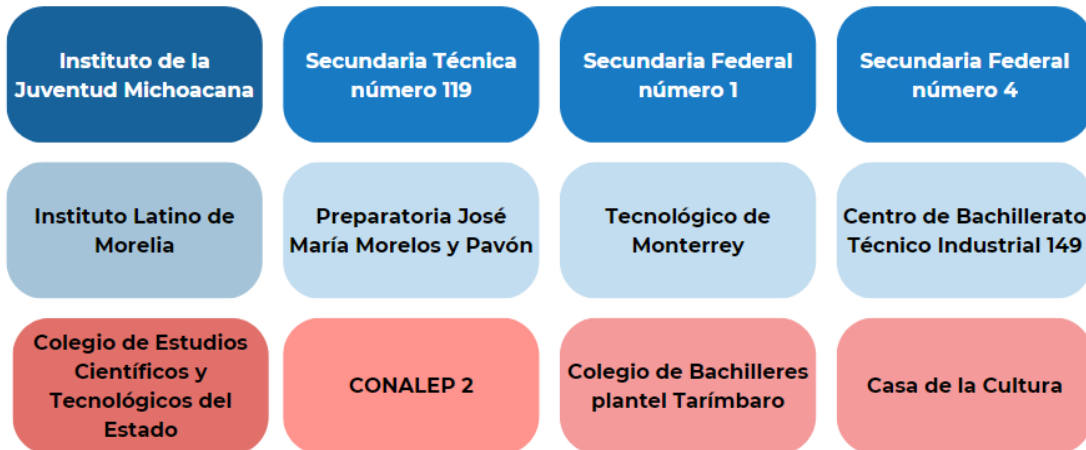 Instituto de la
Juventud Michoacana
Secundaria Técnica
número 119
Secundaria Federal
número 1
Secundaria Federal
número 4
Instituto Latino de
Morelia
Preparatoria José
María Morelos y Pavón
Tecnológico de
Monterrey
Centro de Bachillerato
Técnico Industrial 149
Colegio de Estudios
Científicos y
Tecnológicos del
Estado
CONALEP 2
Colegio de Bachilleres
plantel Tarímbaro
Casa de la Cultura